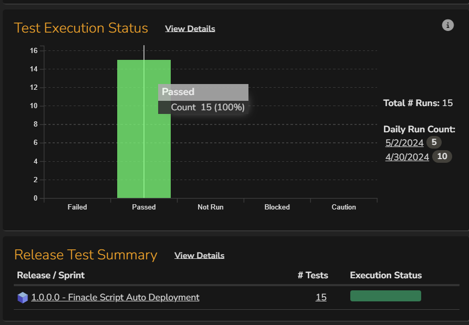 Test Execution Status View Details
16
14
12
10
8
6
4
2
0
Passed
Count 15 (100%)
Failed Passed Not Run Blocked Caution
Total # Runs: 15
Daily Run Count:
5/2/2024 5
4/30/2024 10
Release Test Summary View Details
Release / Sprint # Tests Execution Status
1.0.0.0 - Finacle Script Auto Deployment 15